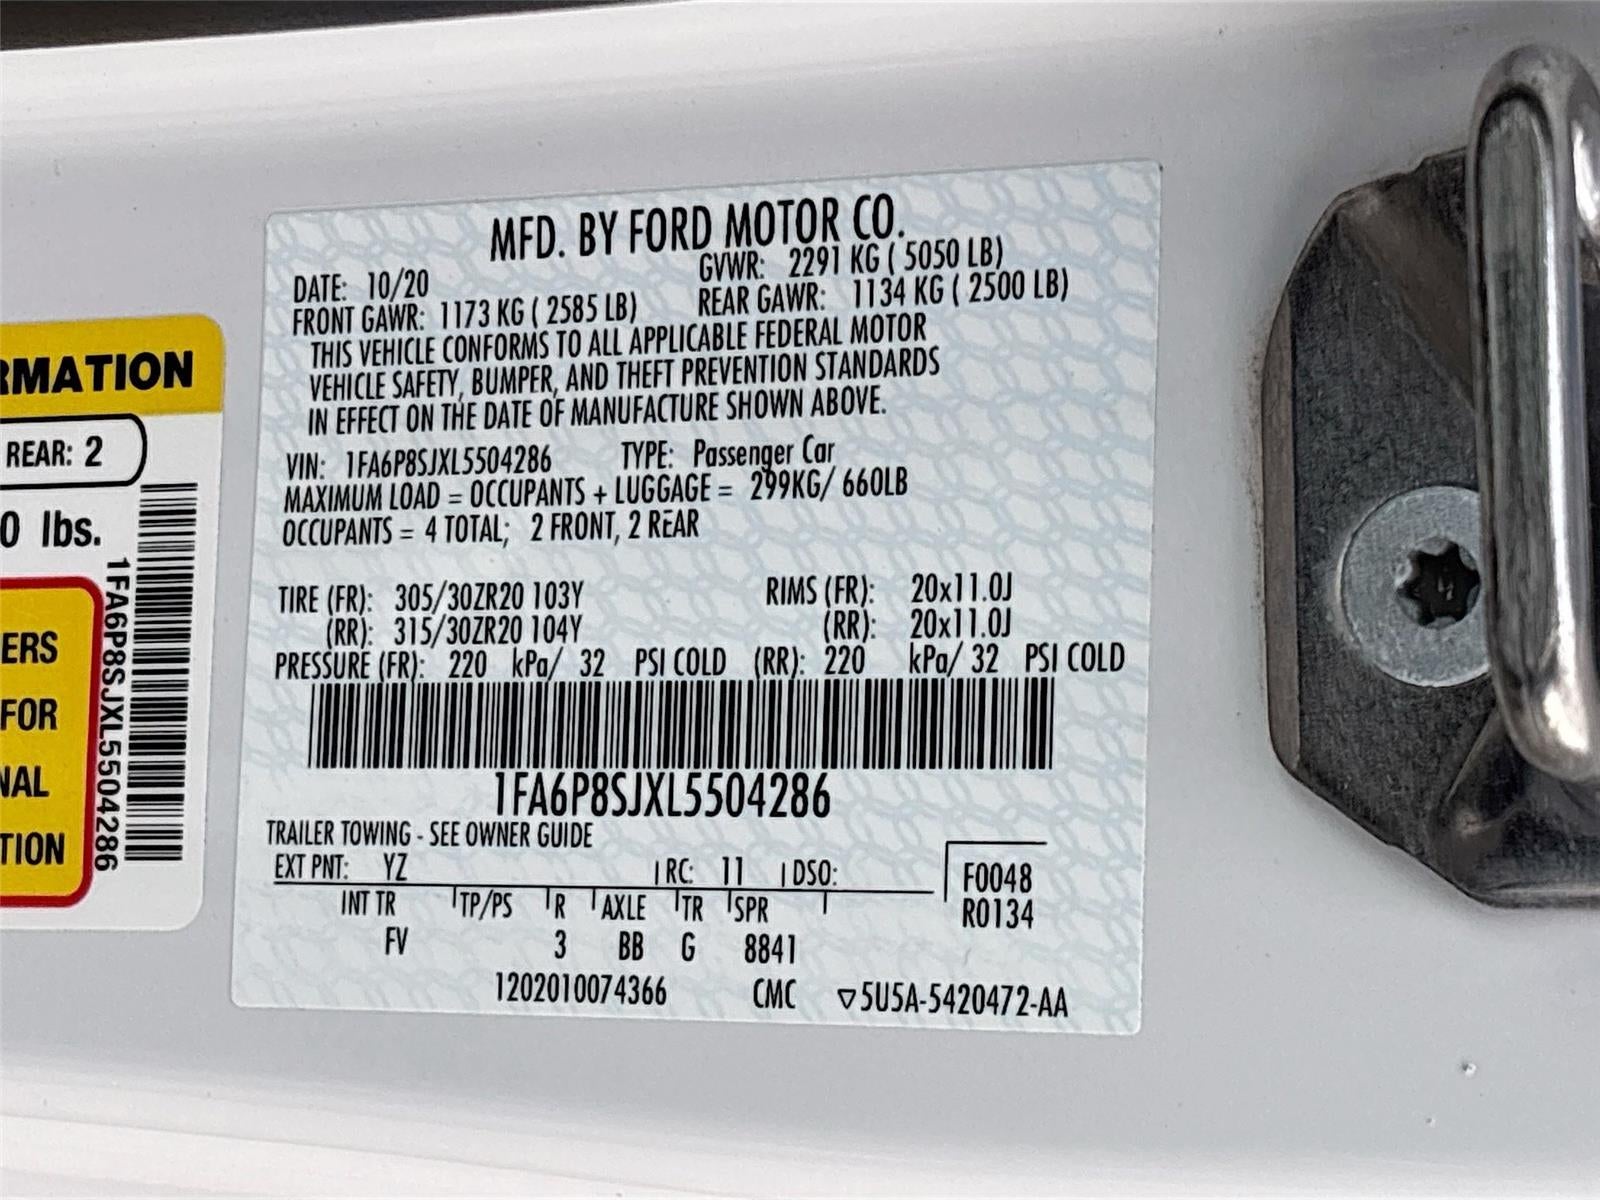 RMATION
REAR: 2
0 lbs.
ERS
FOR
NAL
TION
1FA6P8SJXL5504286
MFD. BY FORD MOTOR CO.
DATE: 10/20 GVWR: 2291 KG ( 5050 LB)
FRONT GAWR: 1173 KG ( 2585 LB) REAR GAWR: 1134 KG ( 2500 LB)
THIS VEHICLE CONFORMS TO ALL APPLICABLE FEDERAL MOTOR
VEHICLE SAFETY, BUMPER, AND THEFT PREVENTION STANDARDS
IN EFFECT ON THE DATE OF MANUFACTURE SHOWN ABOVE.
VIN: 1FA6P8SJXL5504286 TYPE: Passenger Car
MAXIMUM LOAD = OCCUPANTS + LUGGAGE = 299KG/ 660LB
OCCUPANTS = 4 TOTAL; 2 FRONT, 2 REAR
TIRE (FR): 305/30ZR20 103Y RIMS (FR): 20x11.0J
(RR): 315/30ZR20 104Y (RR): 20x11.0J
PRESSURE (FR): 220 kPa/ 32 PSI COLD (RR): 220 kPa/ 32 PSI COLD
1FA6P8SJXL5504286
TRAILER TOWING - SEE OWNER GUIDE
EXT PNT: YZ RC: 11 DSO: F0048
INT TR TP/PS R AXLE TR SPR R0134
FV 3 BB G 8841
1202010074366 CMC ▽5U5A-5420472-AA